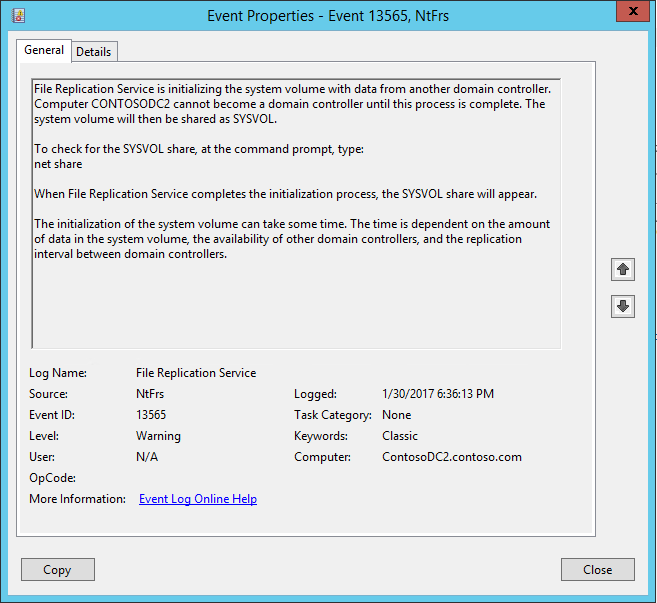 Event Properties - Event 13565, NtFrs
x
General
Details
File Replication Service is initializing the system volume with data from another domain controller.
Computer CONTOSODC2 cannot become a domain controller until this process is complete. The
system volume will then be shared as SYSVOL.
To check for the SYSVOL share, at the command prompt, type:
net share
When File Replication Service completes the initialization process, the SYSVOL share will appear.
The initialization of the system volume can take some time. The time is dependent on the amount
of data in the system volume, the availability of other domain controllers, and the replication
interval between domain controllers.
Log Name: File Replication Service
Source: NtFrs Logged: 1/30/2017 6:36:13 PM
Event ID: 13565 Task Category: None
Level: Warning Keywords: Classic
User: N/A Computer: ContosoDC2.contoso.com
OpCode:
More Information: Event Log Online Help
Copy Close